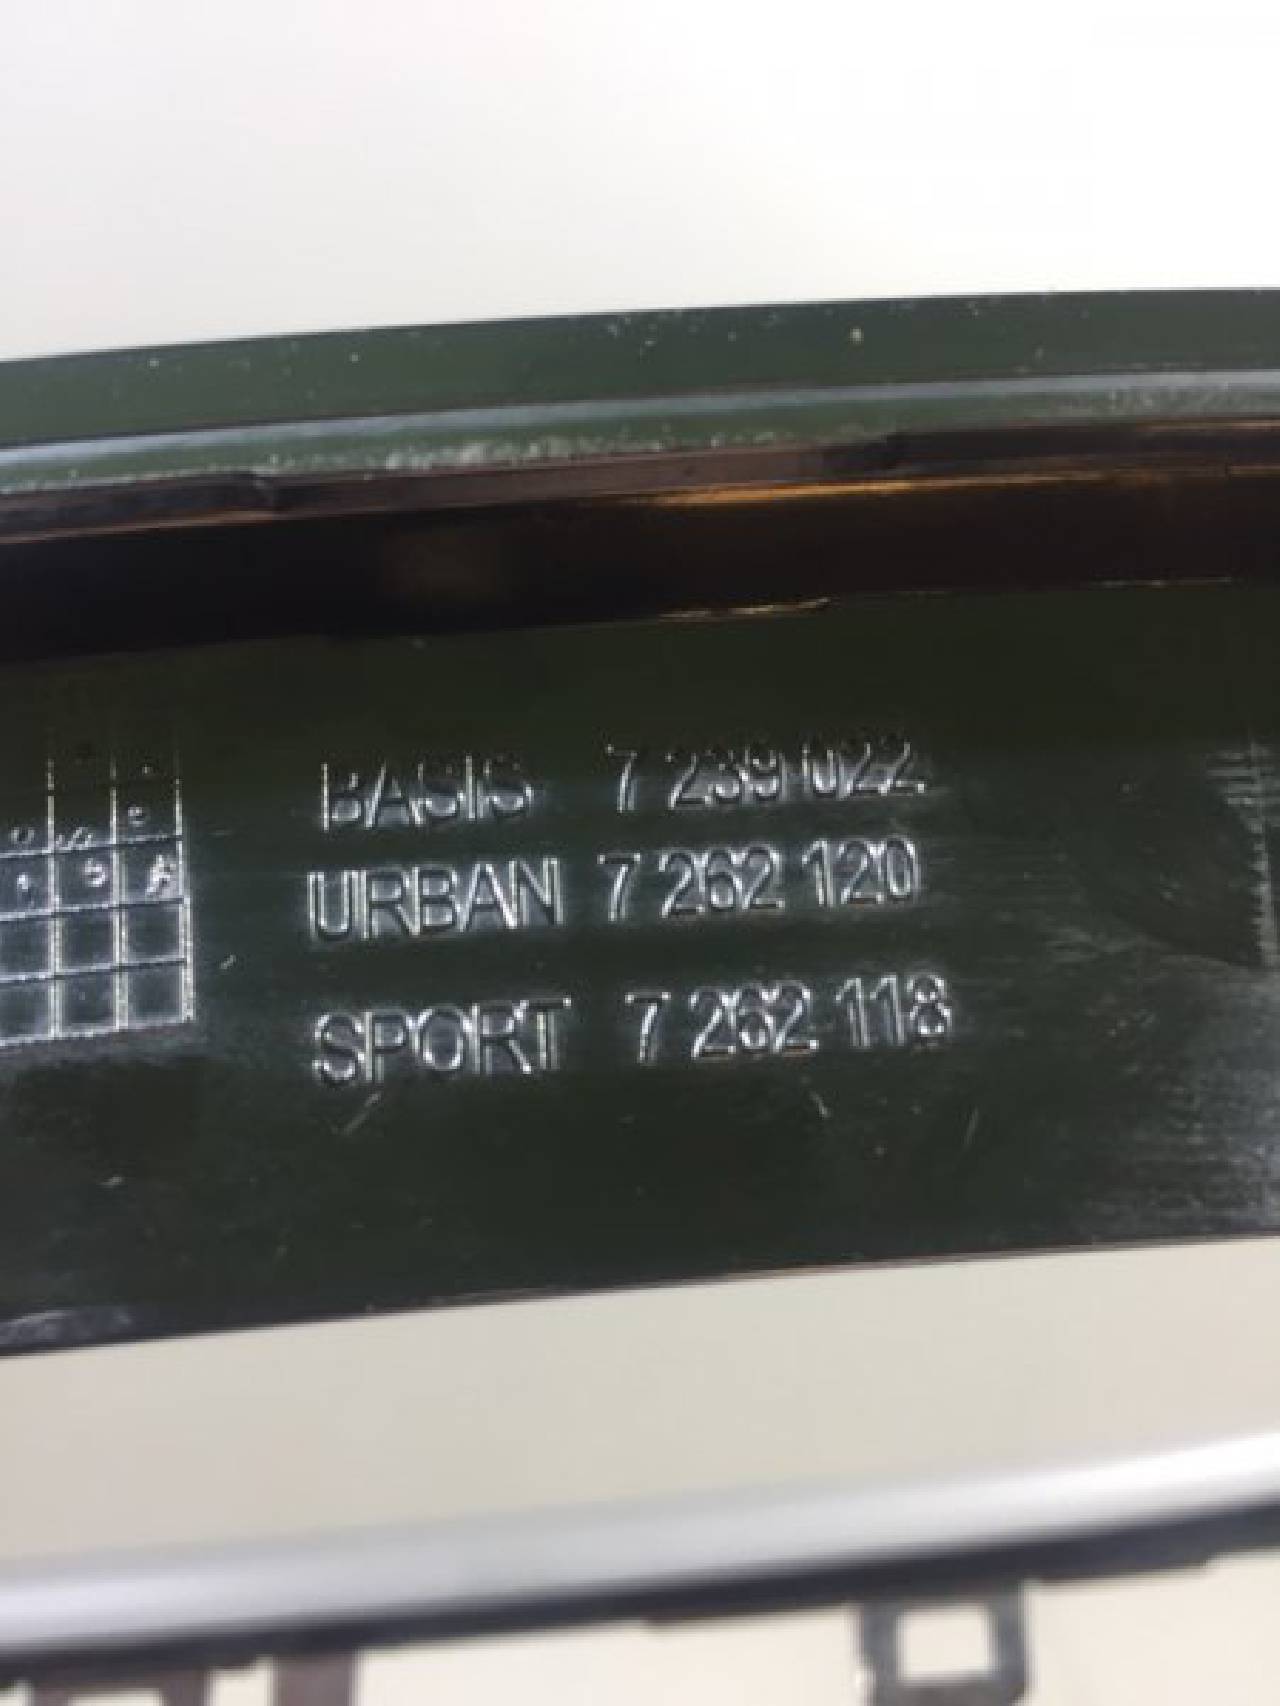 BASIS 7 239 022
URBAN 7 262 120
SPORT 7 262 118